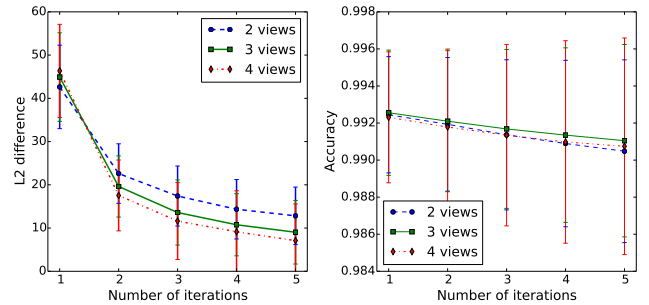 60
50
40
30
20
10
0
L2 difference
1 2 3 4 5
Number of iterations
2 views
3 views
4 views
0.998
0.996
0.994
0.992
0.990
0.988
0.986
0.984
Accuracy
1 2 3 4 5
Number of iterations
2 views
3 views
4 views